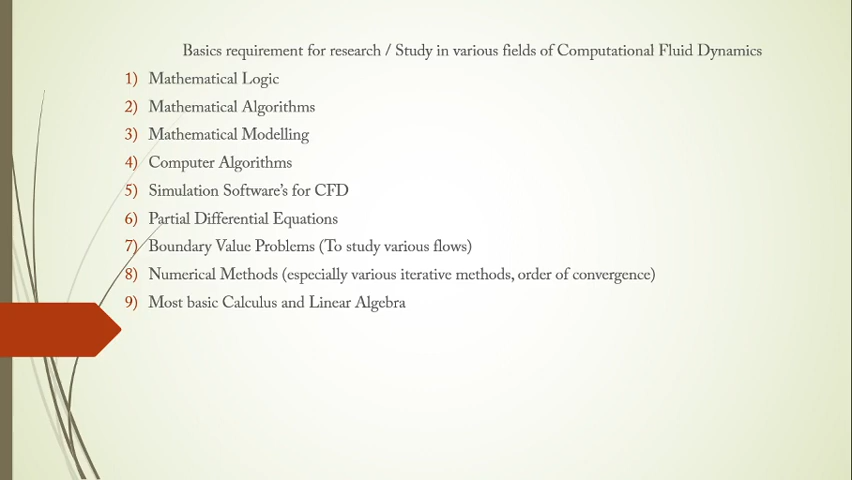 Basics requirement for research / Study in various fields of Computational Fluid Dynamics
1) Mathematical Logic
2) Mathematical Algorithms
3) Mathematical Modelling
4) Computer Algorithms
5) Simulation Software's for CFD
6) Partial Differential Equations
7) Boundary Value Problems (To study various flows)
8) Numerical Methods (especially various iterative methods, order of convergence)
9) Most basic Calculus and Linear Algebra